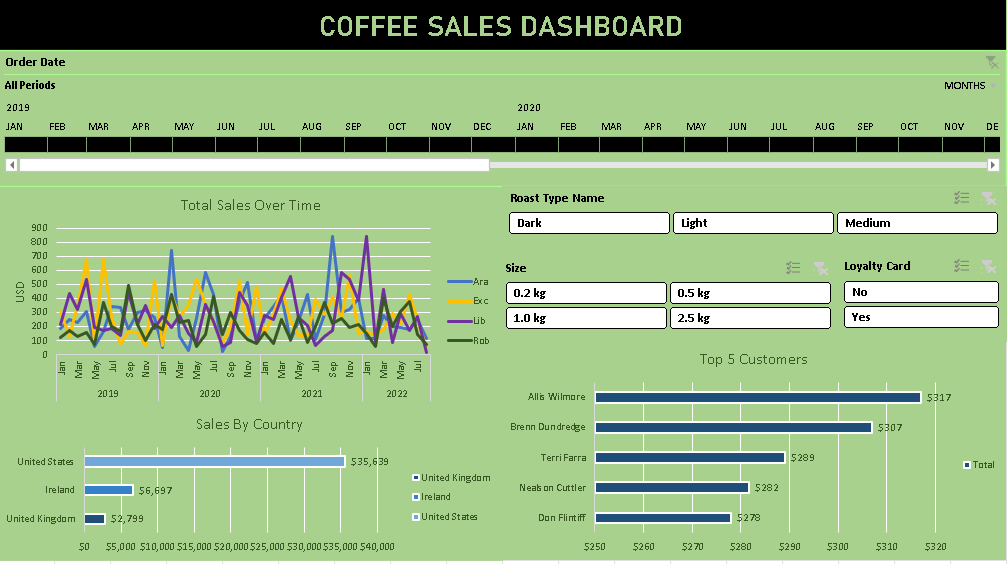 COFFEE SALES DASHBOARD
Order Date
All Periods MONTHS
2019 2020
JAN FEB MAR APR MAY JUN JUL AUG SEP OCT NOV DEC JAN FEB MAR APR MAY JUN JUL AUG SEP OCT NOV DE
Total Sales Over Time
USD
900
800
700
600
500
400
300
200
100
0
Jan Mar May Jul Sep Nov Jan Mar May Jul Sep Nov Jan Mar May Jul Sep Nov Jan Mar May Jul
2019 2020 2021 2022
Ara
Exc
Lib
Rob
Roast Type Name
Dark Light Medium
Size
0.2 kg 0.5 kg
1.0 kg 2.5 kg
Loyalty Card
No
Yes
Sales By Country
United States $35,639
Ireland $6,697
United Kingdom $2,799
$0 $5,000 $10,000 $15,000 $20,000 $25,000 $30,000 $35,000 $40,000
United Kingdom
Ireland
United States
Top 5 Customers
Allis Wilmore $317
Brenn Dundredge $307
Terri Farra $289
Nealson Cuttler $282
Don Flintiff $278
$250 $260 $270 $280 $290 $300 $310 $320
Total